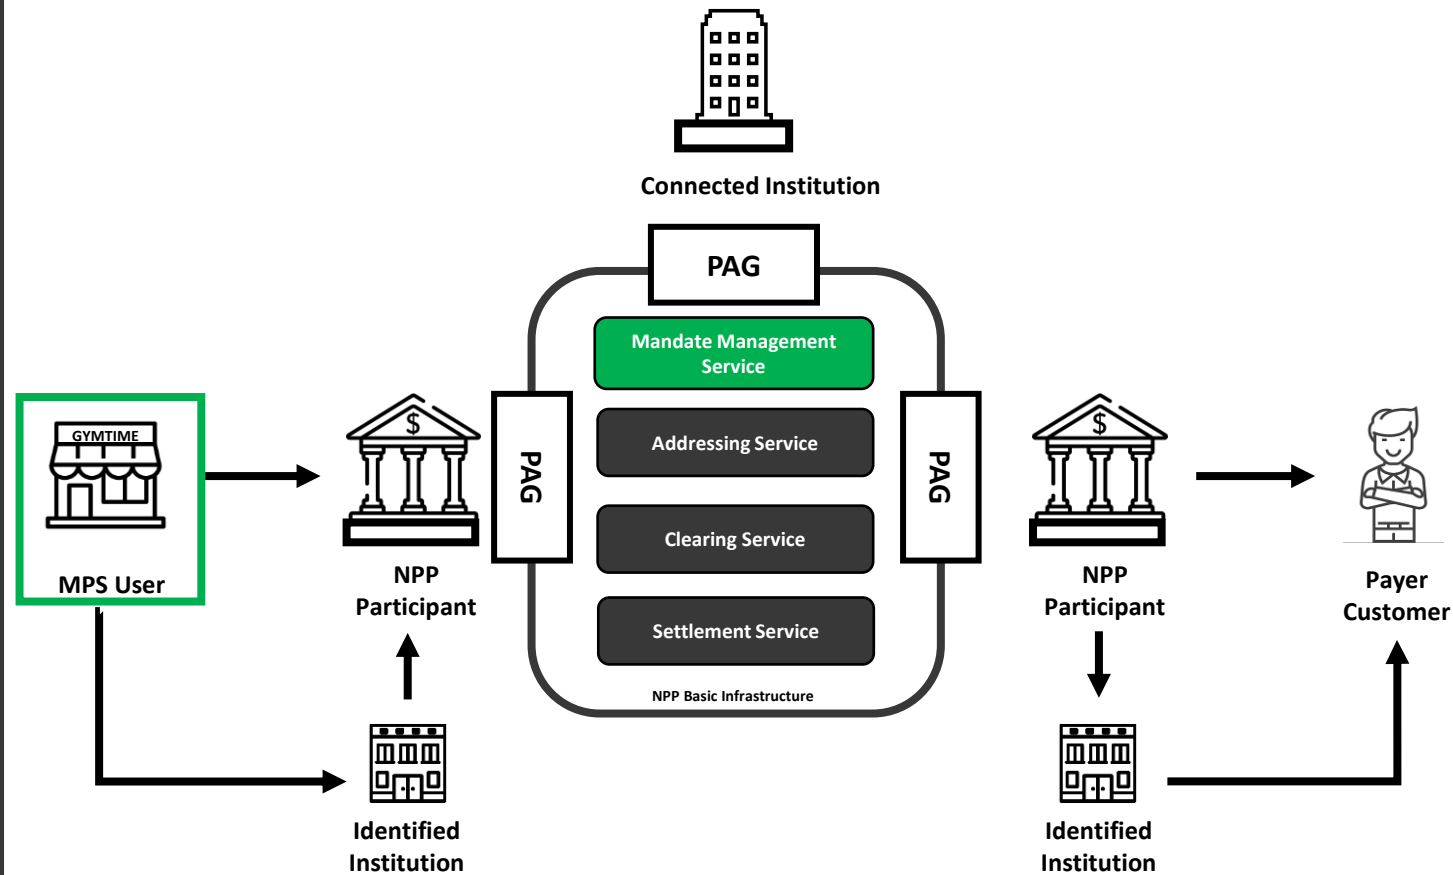 Connected Institution
PAG
Mandate Management
Service
GYMTIME
$
$
Addressing Service
PAG
PAG
Clearing Service
MPS User
NPP
Participant
NPP
Participant
Payer
Customer
Settlement Service
NPP Basic Infrastructure
Identified
Institution
Identified
Institution